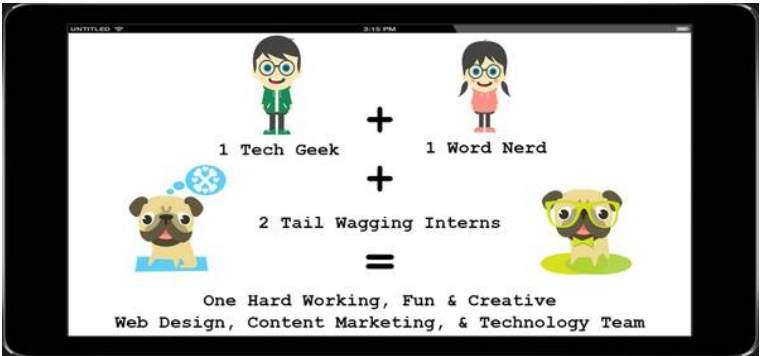 UNTITLED 3:15 PM
1 Tech Geek + 1 Word Nerd
+
2 Tail Wagging Interns
=
One Hard Working, Fun & Creative
Web Design, Content Marketing, & Technology Team